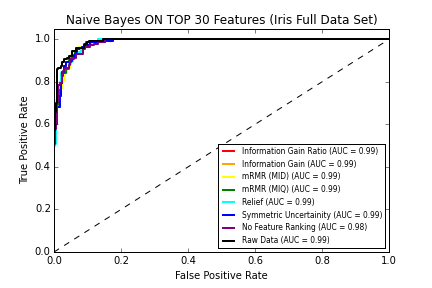 Naive Bayes ON TOP 30 Features (Iris Full Data Set)
True Positive Rate
1.0
0.8
0.6
0.4
0.2
0.0
Information Gain Ratio (AUC = 0.99)
Information Gain (AUC = 0.99)
mRMR (MID) (AUC = 0.99)
mRMR (MIQ) (AUC = 0.99)
Relief (AUC = 0.99)
Symmetric Uncertainity (AUC = 0.99)
No Feature Ranking (AUC = 0.98)
Raw Data (AUC = 0.99)
0.0 0.2 0.4 0.6 0.8 1.0
False Positive Rate